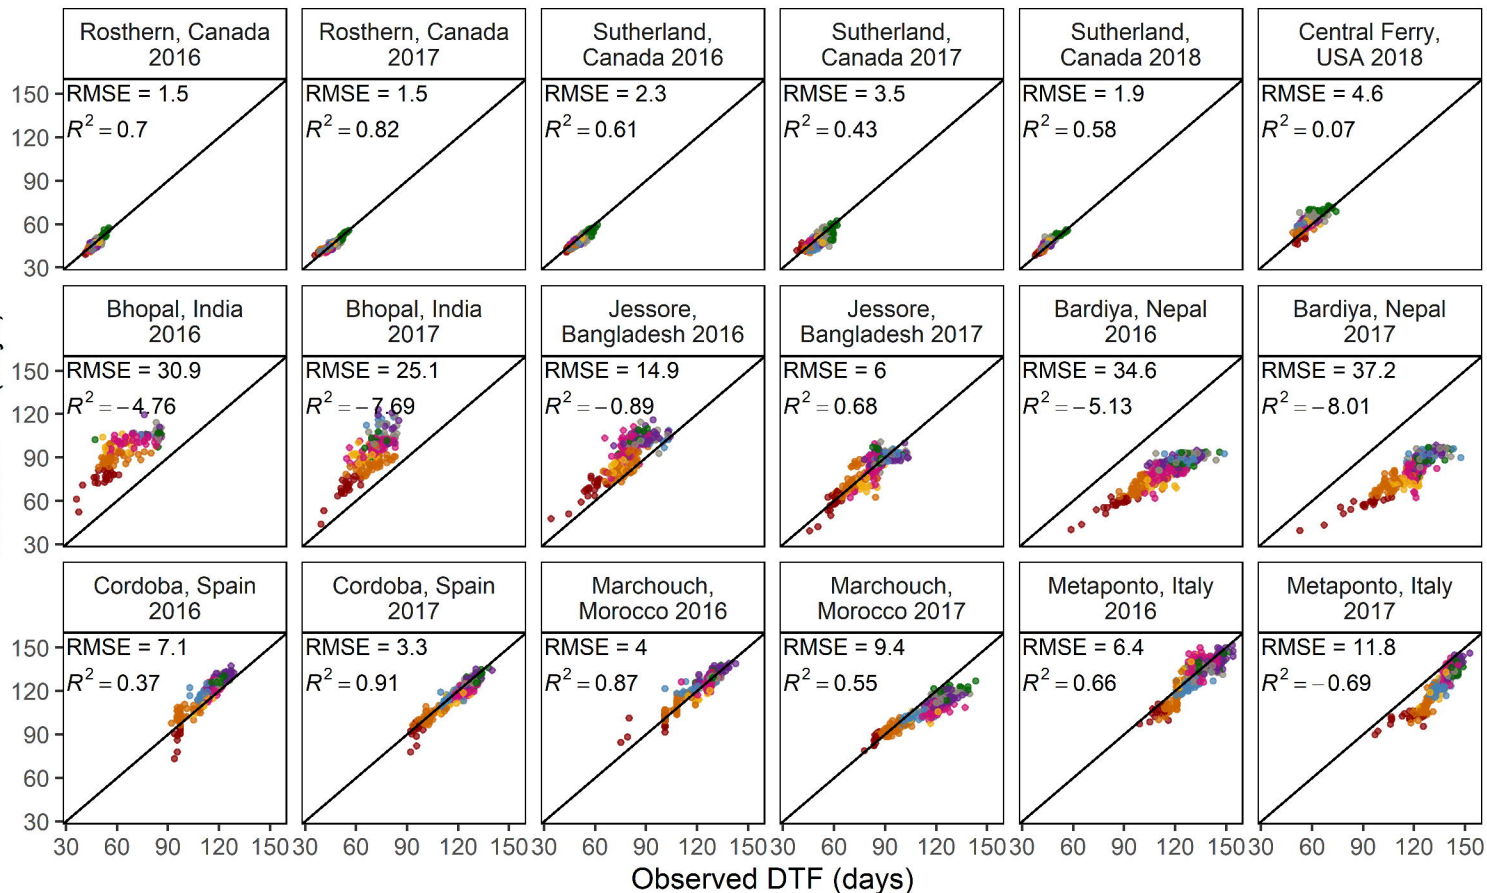 Rosthern, Canada
2016
Rosthern, Canada
2017
Sutherland,
Canada 2016
Sutherland,
Canada 2017
Sutherland,
Canada 2018
Central Ferry,
USA 2018
RMSE = 1.5
R² = 0.7
RMSE = 1.5
R² = 0.82
RMSE = 2.3
R² = 0.61
RMSE = 3.5
R² = 0.43
RMSE = 1.9
R² = 0.58
RMSE = 4.6
R² = 0.07
150
120
90
60
30
Bhopal, India
2016
Bhopal, India
2017
Jessore,
Bangladesh 2016
Jessore,
Bangladesh 2017
Bardiya, Nepal
2016
Bardiya, Nepal
2017
RMSE = 30.9
R² = −4.76
RMSE = 25.1
R² = −7.69
RMSE = 14.9
R² = −0.89
RMSE = 6
R² = 0.68
RMSE = 34.6
R² = −5.13
RMSE = 37.2
R² = −8.01
150
120
90
60
30
Cordoba, Spain
2016
Cordoba, Spain
2017
Marchouch,
Morocco 2016
Marchouch,
Morocco 2017
Metaponto, Italy
2016
Metaponto, Italy
2017
RMSE = 7.1
R² = 0.37
RMSE = 3.3
R² = 0.91
RMSE = 4
R² = 0.87
RMSE = 9.4
R² = 0.55
RMSE = 6.4
R² = 0.66
RMSE = 11.8
R² = −0.69
150
120
90
60
30
30 60 90 120 150 30 60 90 120 150 30 60 90 120 150 30 60 90 120 150 30 60 90 120 150 30 60 90 120 150
Observed DTF (days)